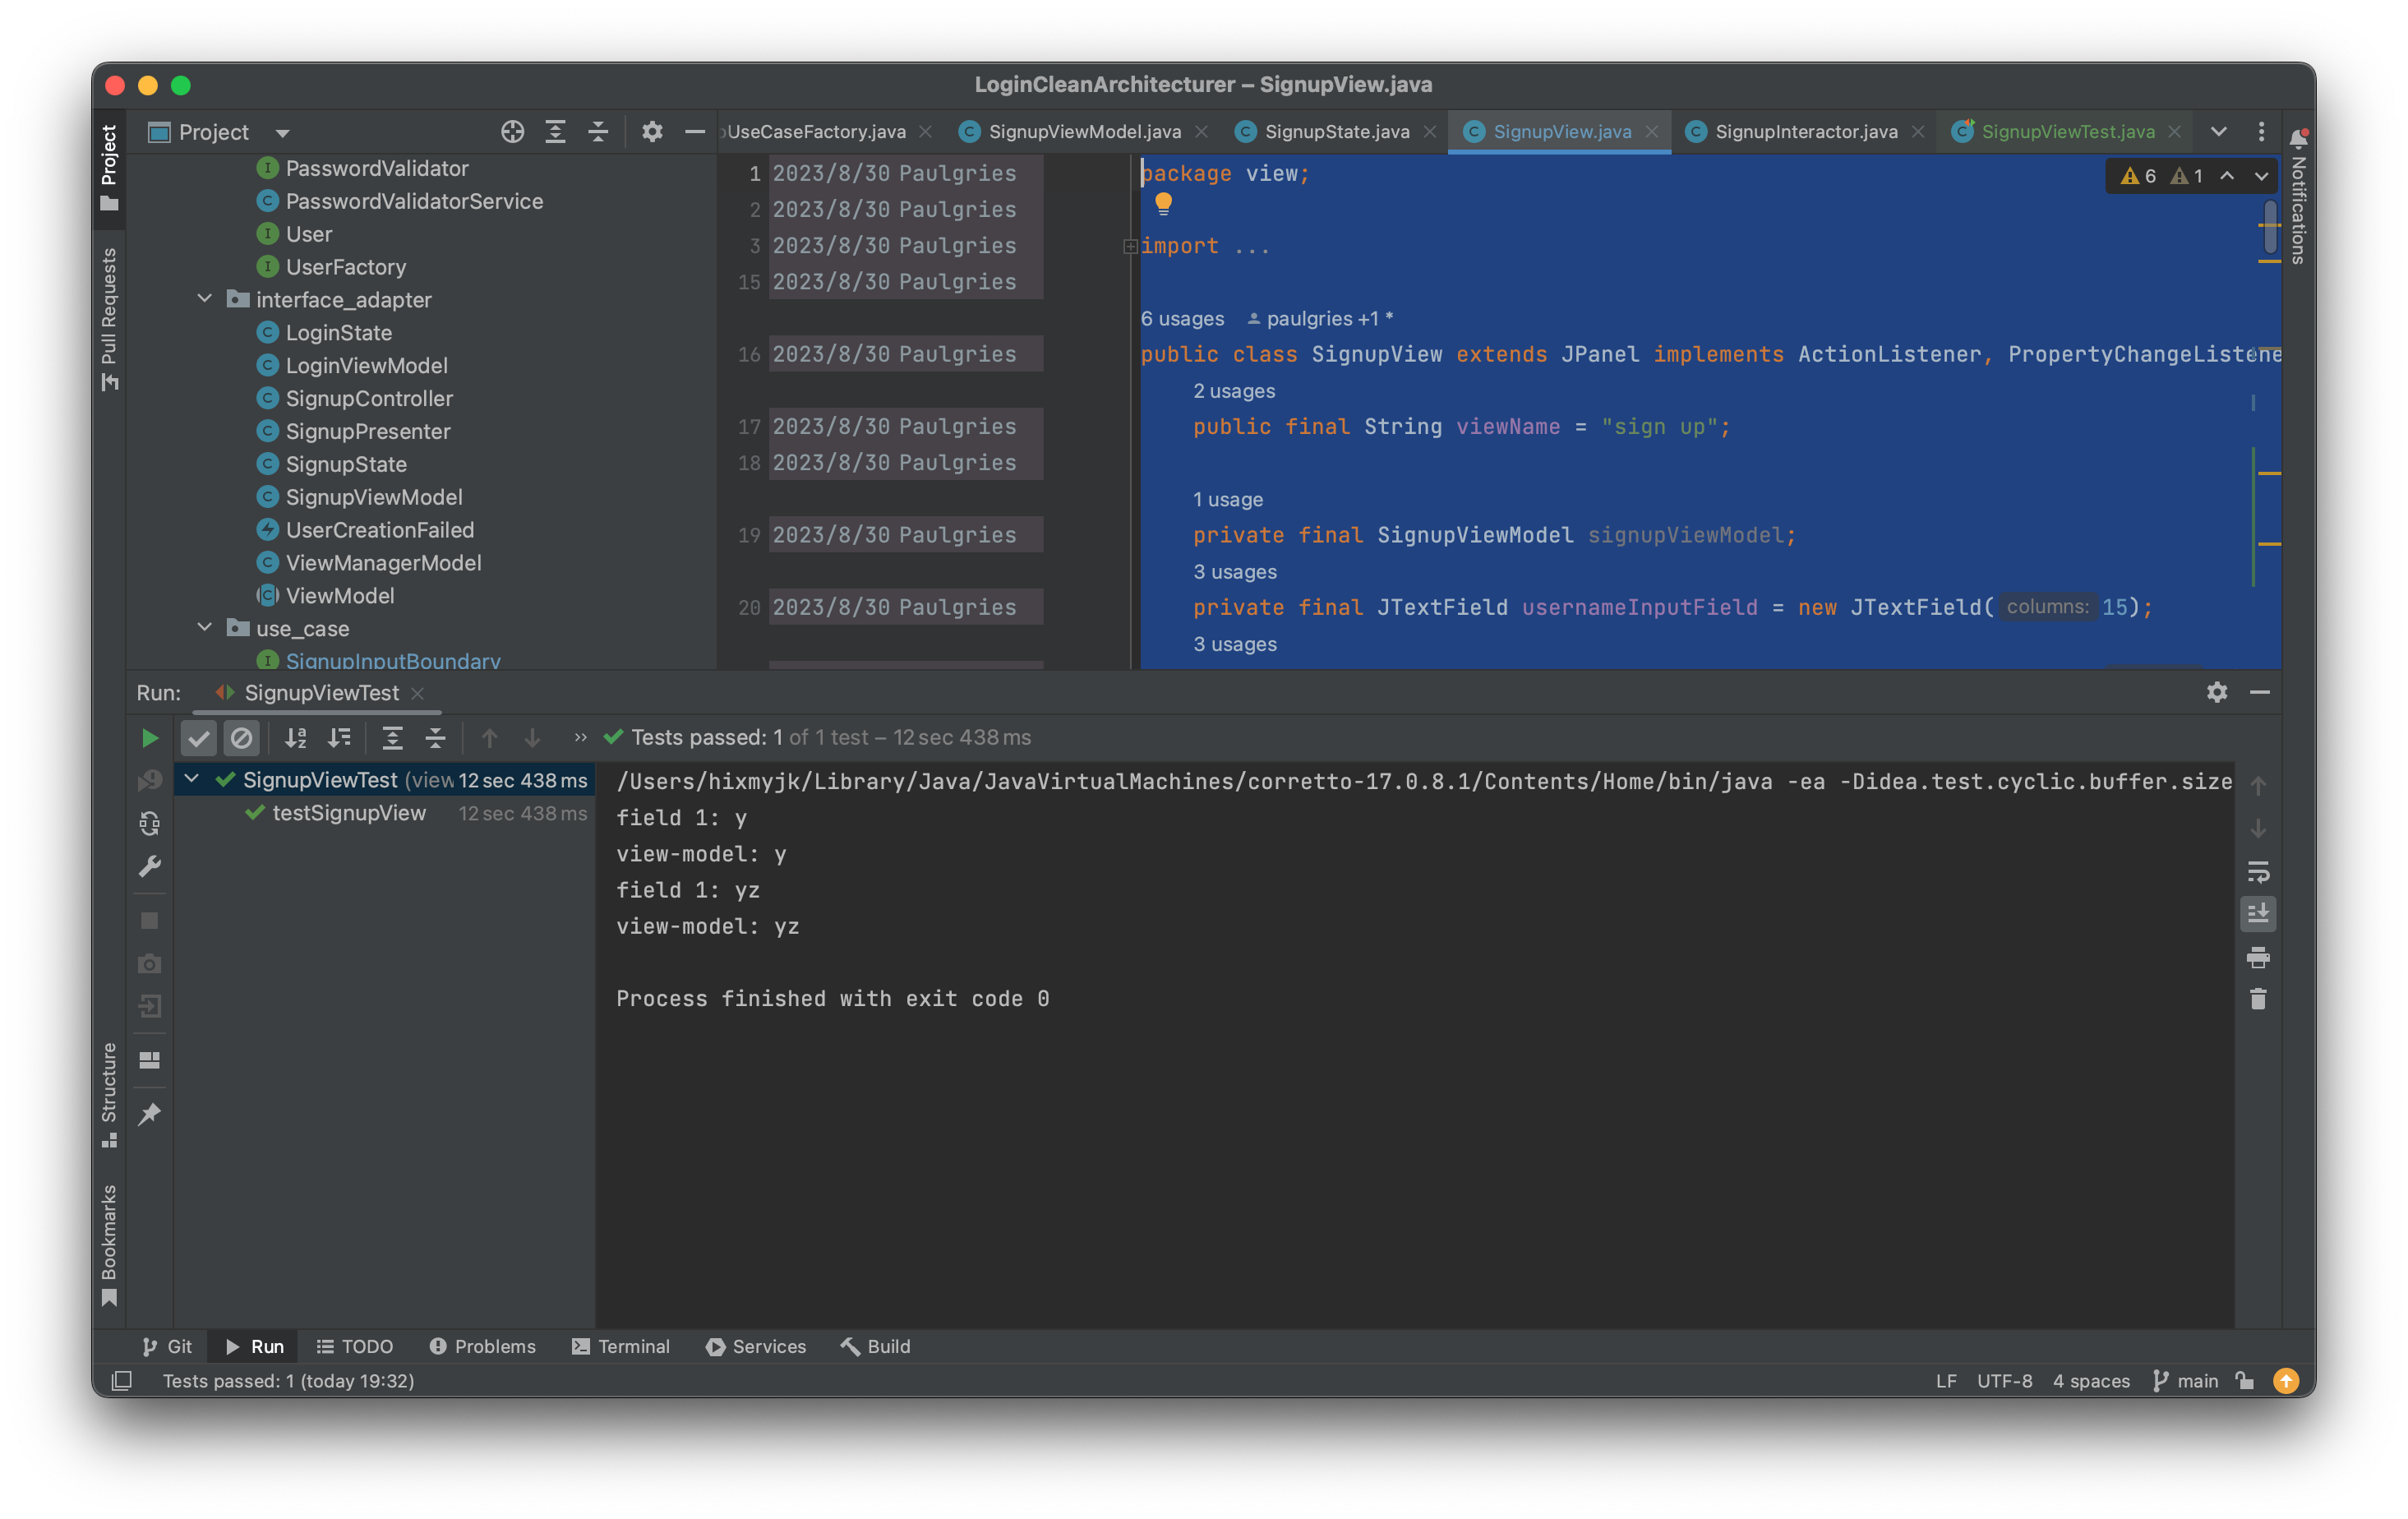 LoginCleanArchitecturer – SignupView.java
Project
UseCaseFactory.java
SignupViewModel.java
SignupState.java
SignupView.java
SignupInteractor.java
SignupViewTest.java
Project
Pull Requests
Structure
Bookmarks
Notifications
PasswordValidator
PasswordValidatorService
User
UserFactory
interface_adapter
LoginState
LoginViewModel
SignupController
SignupPresenter
SignupState
SignupViewModel
UserCreationFailed
ViewManagerModel
ViewModel
use_case
SignupInputBoundary
6 1
1 2023/8/30 Paulgries package view;
2 2023/8/30 Paulgries
3 2023/8/30 Paulgries import ...
15 2023/8/30 Paulgries
6 usages paulgries +1 *
16 2023/8/30 Paulgries public class SignupView extends JPanel implements ActionListener, PropertyChangeListene
2 usages
17 2023/8/30 Paulgries public final String viewName = "sign up";
18 2023/8/30 Paulgries
1 usage
19 2023/8/30 Paulgries private final SignupViewModel signupViewModel;
3 usages
20 2023/8/30 Paulgries private final JTextField usernameInputField = new JTextField( columns: 15);
3 usages
Run: SignupViewTest
Tests passed: 1 of 1 test – 12 sec 438 ms
SignupViewTest (view 12 sec 438 ms
testSignupView 12 sec 438 ms
/Users/hixmyjk/Library/Java/JavaVirtualMachines/corretto-17.0.8.1/Contents/Home/bin/java -ea -Didea.test.cyclic.buffer.size
field 1: y
view-model: y
field 1: yz
view-model: yz
Process finished with exit code 0
Git Run TODO Problems Terminal Services Build
Tests passed: 1 (today 19:32) LF UTF-8 4 spaces main